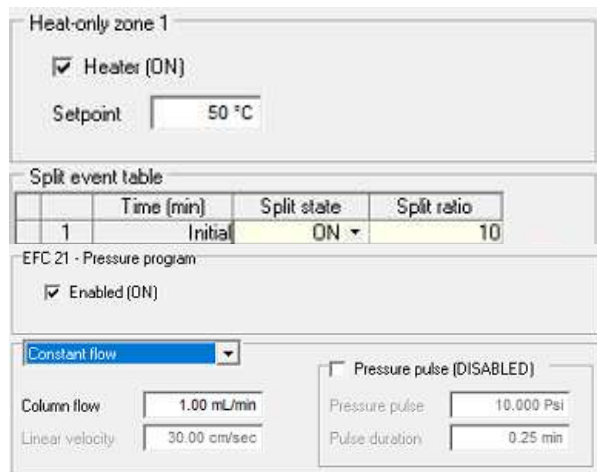 Heat-only zone 1
Heater (ON)
Setpoint 50 °C
Split event table
Time (min) Split state Split ratio
1 Initial ON 10
EFC 21 - Pressure program
Enabled (ON)
Constant flow
Pressure pulse (DISABLED)
Column flow 1.00 mL/min Pressure pulse 10.000 Psi
Linear velocity 30.00 cm/sec Pulse duration 0.25 min